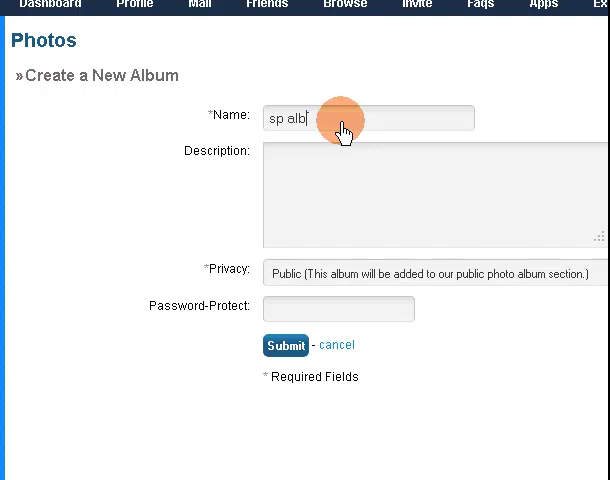 Dashboard Profile Mail Friends Browse Invite Faqs Apps
Photos
»Create a New Album
*Name: sp alb
Description:
*Privacy: Public (This album will be added to our public photo album section.)
Password-Protect:
Submit - cancel
* Required Fields